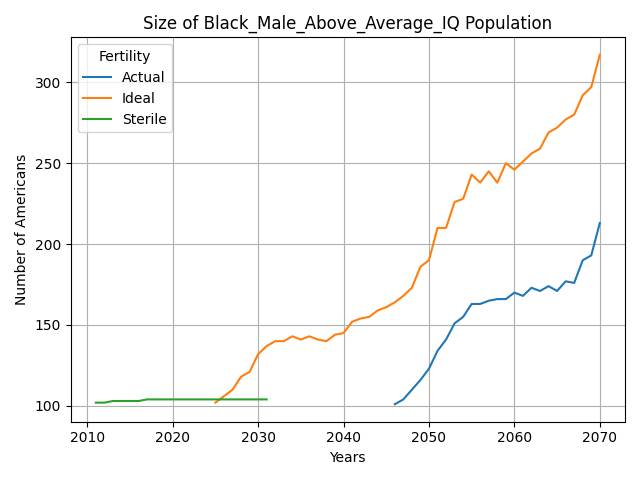 Size of Black_Male_Above_Average_IQ Population
Fertility
Actual
Ideal
Sterile
Number of Americans
300
250
200
150
100
2010 2020 2030 2040 2050 2060 2070
Years